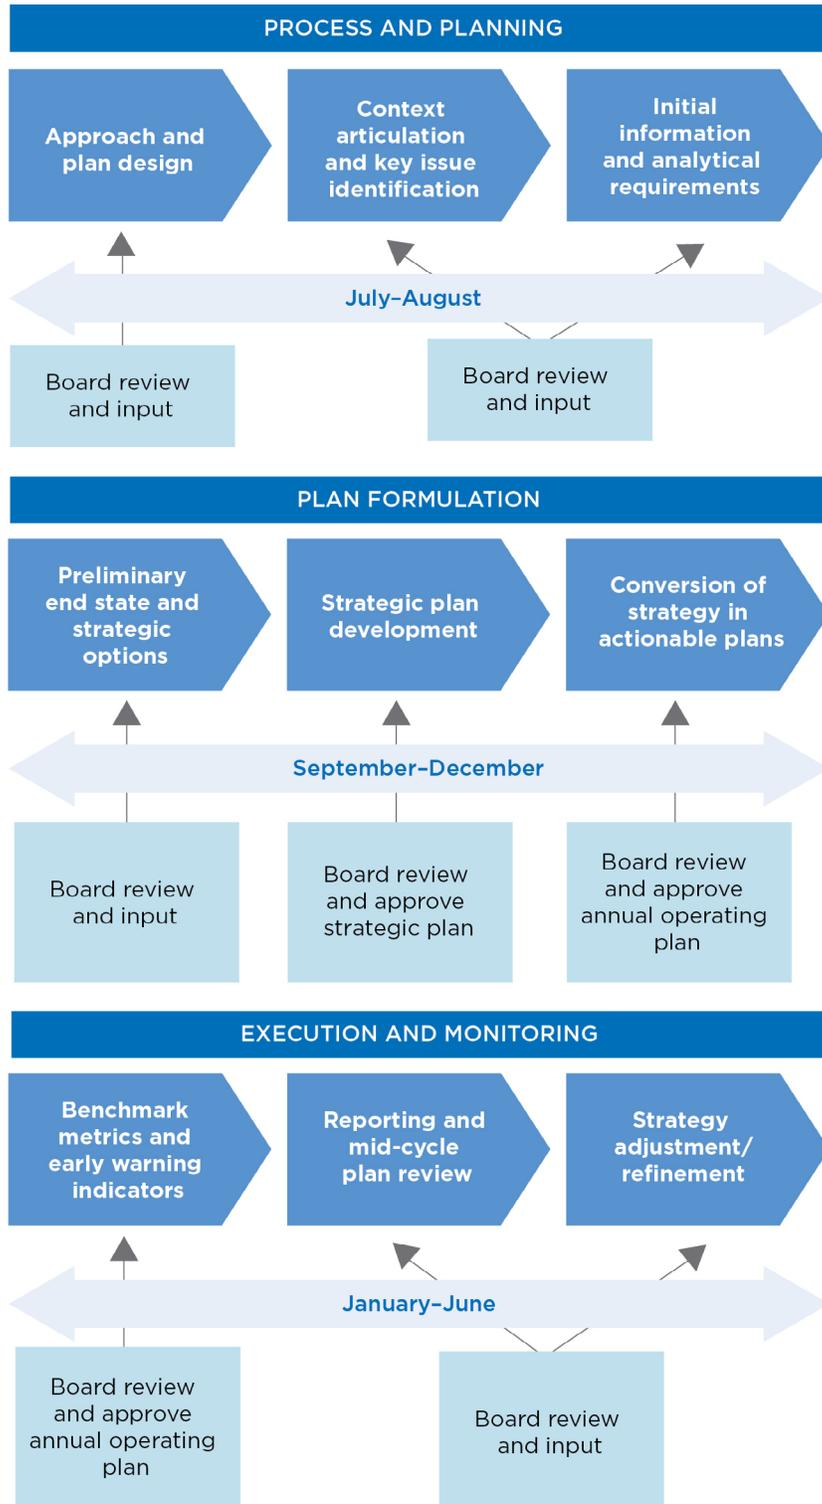 PROCESS AND PLANNING
Approach and
plan design
Context
articulation
and key issue
identification
Initial
information
and analytical
requirements
July–August
Board review
and input
Board review
and input
PLAN FORMULATION
Preliminary
end state and
strategic
options
Strategic plan
development
Conversion of
strategy in
actionable plans
September–December
Board review
and input
Board review
and approve
strategic plan
Board review
and approve
annual operating
plan
EXECUTION AND MONITORING
Benchmark
metrics and
early warning
indicators
Reporting and
mid-cycle
plan review
Strategy
adjustment/
refinement
January–June
Board review
and approve
annual operating
plan
Board review
and input